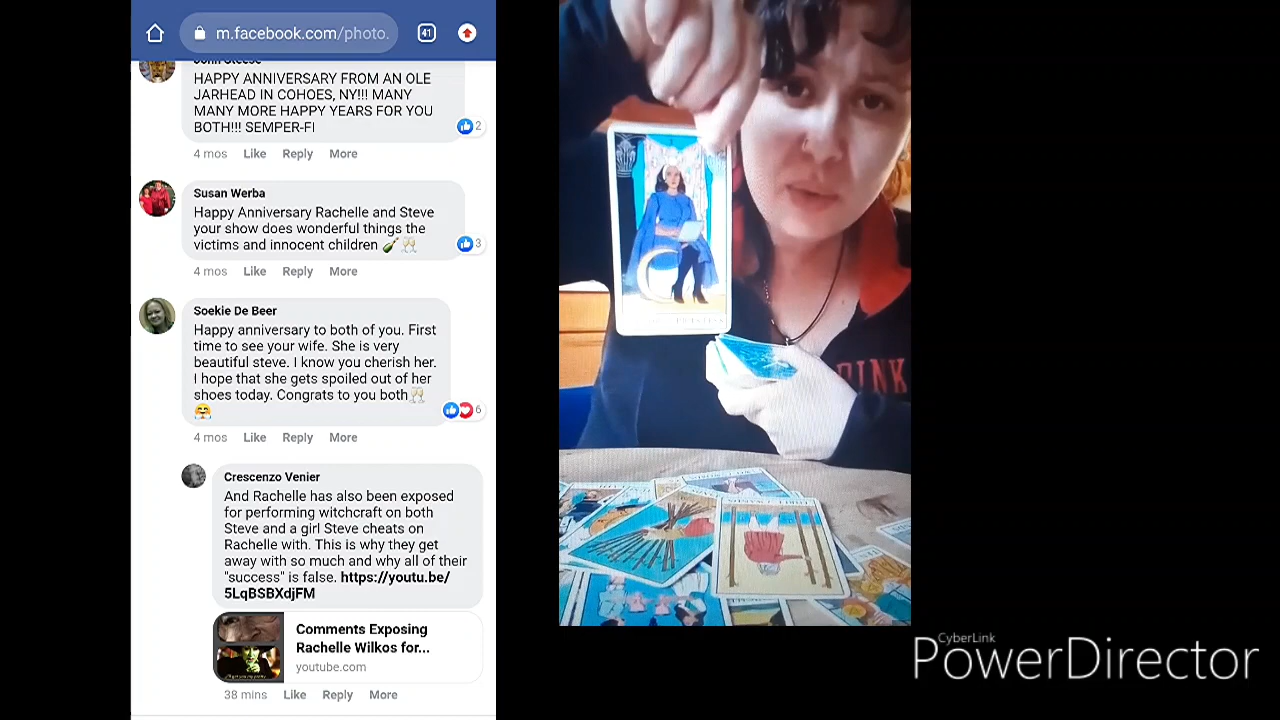 41
m.facebook.com/photo.
HAPPY ANNIVERSARY FROM AN OLE
JARHEAD IN COHOES, NY!!! MANY
MANY MORE HAPPY YEARS FOR YOU
BOTH!!! SEMPER-FI
2
4 mos Like Reply More
Susan Werba
Happy Anniversary Rachelle and Steve
your show does wonderful things the
victims and innocent children 🍾🥂
3
4 mos Like Reply More
Soekie De Beer
Happy anniversary to both of you. First
time to see your wife. She is very
beautiful steve. I know you cherish her.
I hope that she gets spoiled out of her
shoes today. Congrats to you both🥂
🤗
6
4 mos Like Reply More
Crescenzo Venier
And Rachelle has also been exposed
for performing witchcraft on both
Steve and a girl Steve cheats on
Rachelle with. This is why they get
away with so much and why all of their
"success" is false. https://youtu.be/
5LqBSBXdjFM
Comments Exposing
Rachelle Wilkos for...
youtube.com
38 mins Like Reply More
PINK
CyberLink
PowerDirector